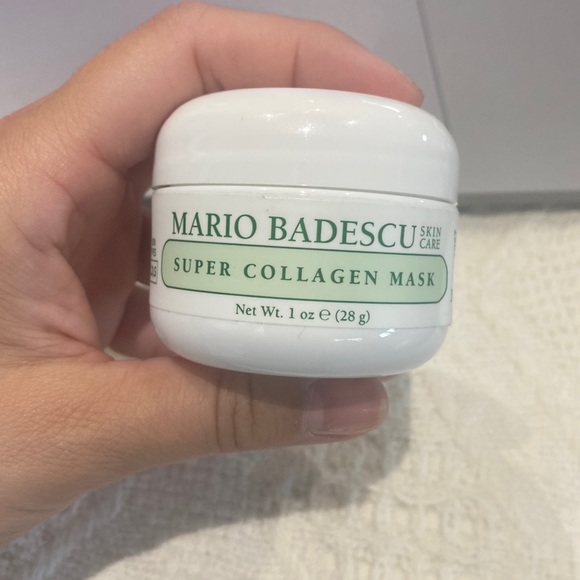 MARIO BADESCU SKIN CARE
SUPER COLLAGEN MASK
Net Wt. 1 oz ℮ (28 g)